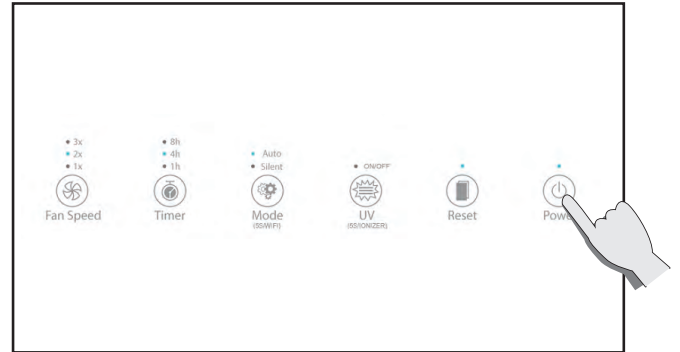 3x
2x
1x
Fan Speed
8h
4h
1h
Timer
Auto
Silent
Mode
(5S/WIFI)
ON/OFF
UV
(5S/IONIZER)
Reset
Powe